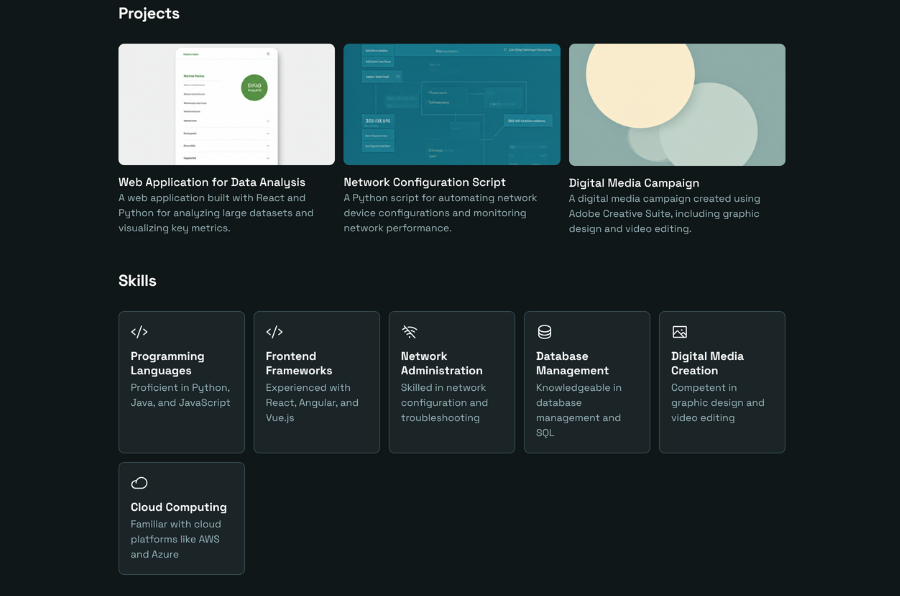 Projects
Web Application for Data Analysis
A web application built with React and
Python for analyzing large datasets and
visualizing key metrics.
Network Configuration Script
A Python script for automating network
device configurations and monitoring
network performance.
Digital Media Campaign
A digital media campaign created using
Adobe Creative Suite, including graphic
design and video editing.
Skills
Programming
Languages
Proficient in Python,
Java, and JavaScript
Frontend
Frameworks
Experienced with
React, Angular, and
Vue.js
Network
Administration
Skilled in network
configuration and
troubleshooting
Database
Management
Knowledgeable in
database
management and
SQL
Digital Media
Creation
Competent in
graphic design and
video editing
Cloud Computing
Familiar with cloud
platforms like AWS
and Azure